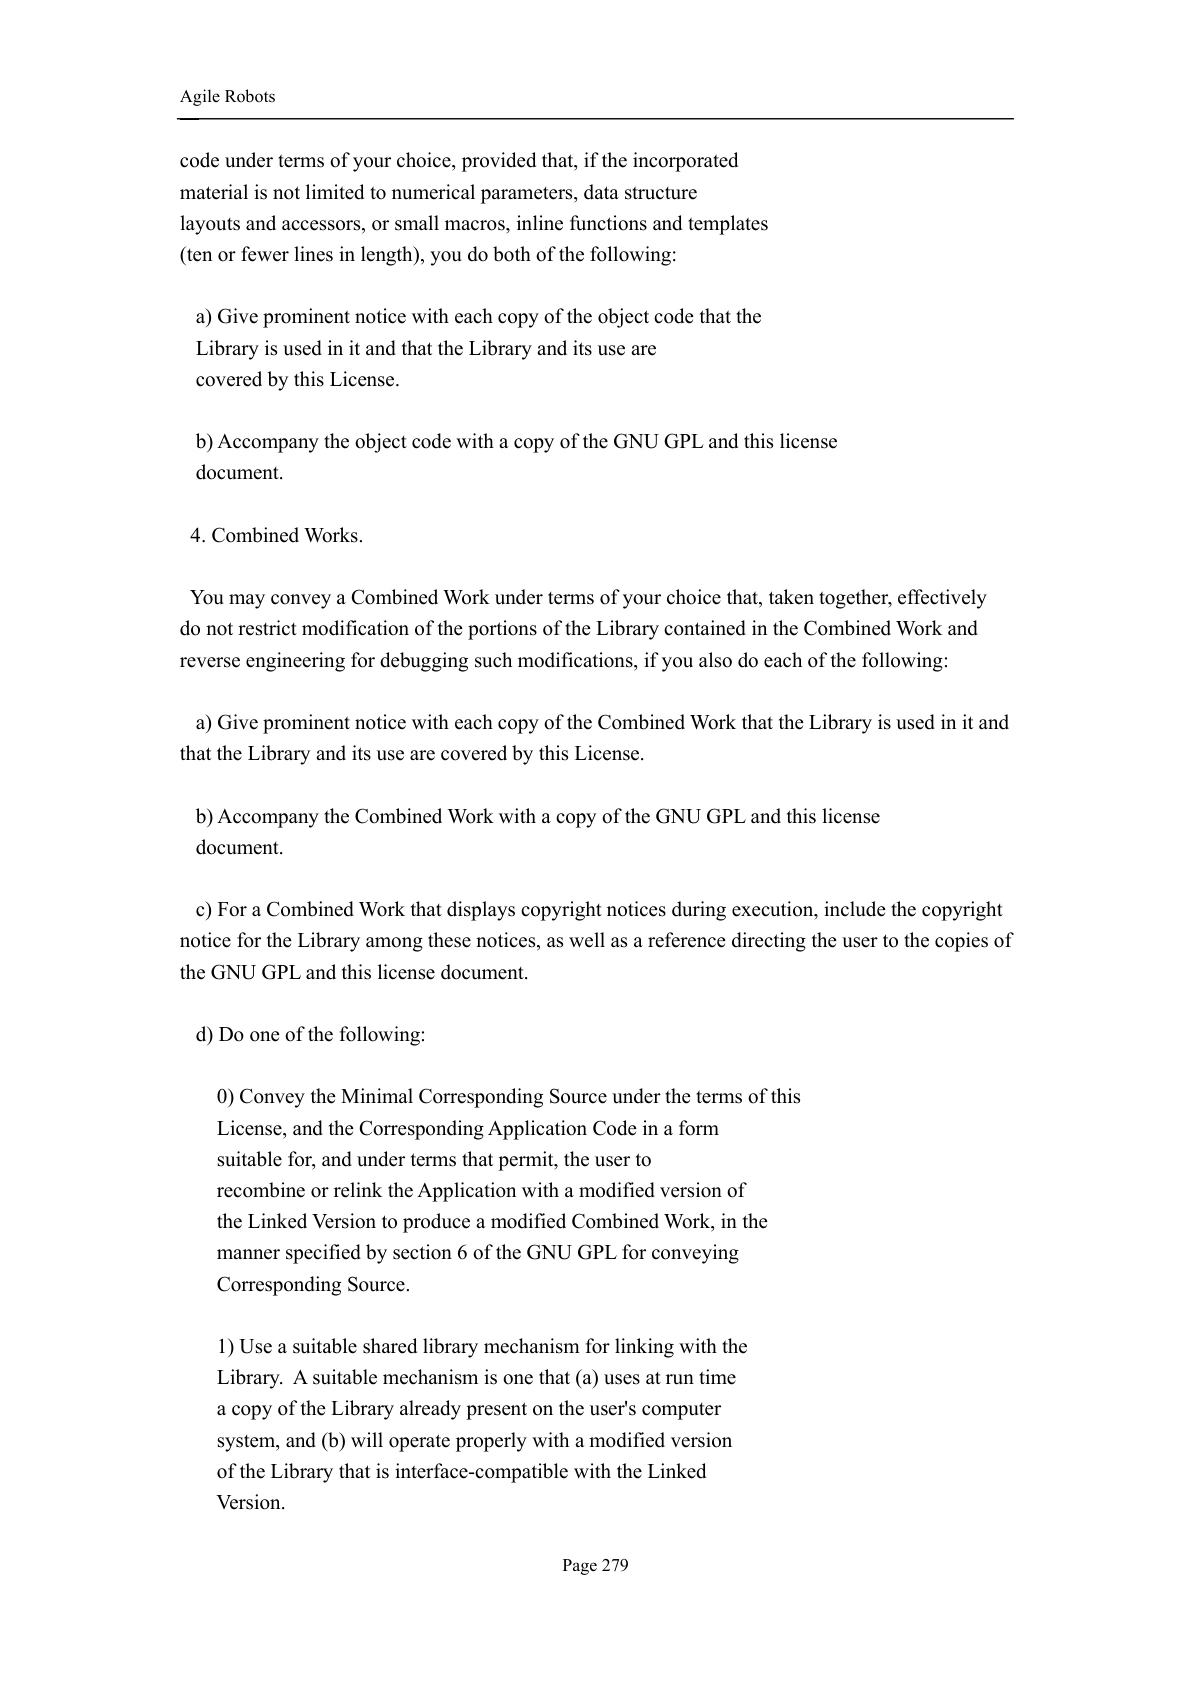 Agile Robots
code under terms of your choice, provided that, if the incorporated
material is not limited to numerical parameters, data structure
layouts and accessors, or small macros, inline functions and templates
(ten or fewer lines in length), you do both of the following:
a) Give prominent notice with each copy of the object code that the
Library is used in it and that the Library and its use are
covered by this License.
b) Accompany the object code with a copy of the GNU GPL and this license
document.
4. Combined Works.
You may convey a Combined Work under terms of your choice that, taken together, effectively
do not restrict modification of the portions of the Library contained in the Combined Work and
reverse engineering for debugging such modifications, if you also do each of the following:
a) Give prominent notice with each copy of the Combined Work that the Library is used in it and
that the Library and its use are covered by this License.
b) Accompany the Combined Work with a copy of the GNU GPL and this license
document.
c) For a Combined Work that displays copyright notices during execution, include the copyright
notice for the Library among these notices, as well as a reference directing the user to the copies of
the GNU GPL and this license document.
d) Do one of the following:
0) Convey the Minimal Corresponding Source under the terms of this
License, and the Corresponding Application Code in a form
suitable for, and under terms that permit, the user to
recombine or relink the Application with a modified version of
the Linked Version to produce a modified Combined Work, in the
manner specified by section 6 of the GNU GPL for conveying
Corresponding Source.
1) Use a suitable shared library mechanism for linking with the
Library.  A suitable mechanism is one that (a) uses at run time
a copy of the Library already present on the user's computer
system, and (b) will operate properly with a modified version
of the Library that is interface-compatible with the Linked
Version.
Page 279